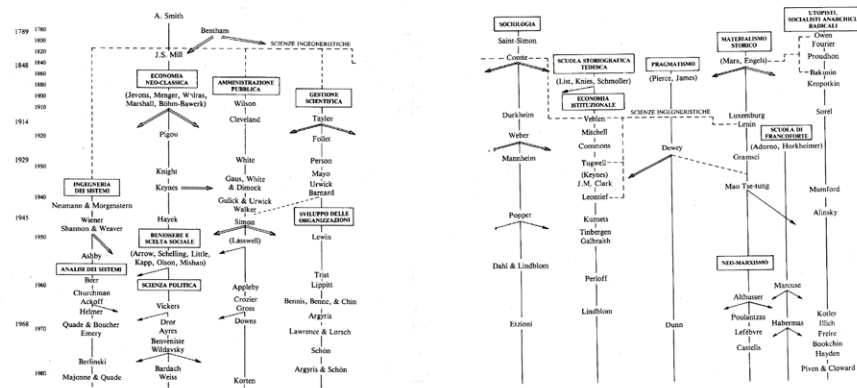 A. Smith
Bentham
SCIENZE INGEGNERISTICHE
J.S. Mill
1789
1848
1914
1929
1945
1968
1780
1800
1820
1840
1860
1880
1900
1910
1920
1930
1940
1950
1960
1970
1980
ECONOMIA
NEO-CLASSICA
(Jevons, Menger, Walras,
Marshall, Böhm-Bawerk)
Pigou
Knight
Keynes
Hayek
BENESSERE E
SCELTA SOCIALE
(Arrow, Schelling, Little,
Kapp, Olson, Mishan)
SCIENZA POLITICA
Vickers
Dror
Ayres
Benveniste
Wildavsky
Bardach
Weiss
INGEGNERIA
DEI SISTEMI
Neumann & Morgenstern
Wiener
Shannon & Weaver
Ashby
ANALISI DEI SISTEMI
Beer
Churchman
Ackoff
Helmer
Quade & Boucher
Emery
Berlinski
Majonne & Quade
AMMINISTRAZIONE
PUBBLICA
Wilson
Cleveland
White
Gaus, White
& Dimock
Gulick & Urwick
Walker
Simon
(Lasswell)
Appleby
Crozier
Gross
Downs
Korten
GESTIONE
SCIENTIFICA
Taylor
Follet
Person
Mayo
Urwick
Barnard
SVILUPPO DELLE
ORGANIZZAZIONI
Lewin
Trist
Lippitt
Bennis, Benne, & Chin
Argyris
Lawrence & Lorsch
Schön
Argyris & Schön
SOCIOLOGIA
Saint-Simon
Comte
Durkheim
Weber
Mannheim
Popper
Dahl & Lindblom
Etzioni
SCUOLA STORIOGRAFICA
TEDESCA
(List, Knies, Schmoller)
ECONOMIA
ISTITUZIONALE
Veblen
Mitchell
Commons
Tugwell
(Keynes)
J.M. Clark
Leontief
Kuznets
Tinbergen
Galbraith
Perloff
Lindblom
PRAGMATISMO
(Pierce, James)
SCIENZE INGEGNERISTICHE
Dewey
Dunn
MATERIALISMO
STORICO
(Marx, Engels)
Luxemburg
Lenin
Gramsci
Mao Tse-tung
NEO-MARXISMO
Althusser
Poulantzas
Lefèbvre
Castells
SCUOLA DI
FRANCOFORTE
(Adorno, Horkheimer)
Marcuse
Habermas
UTOPISTI,
SOCIALISTI ANARCHICI,
RADICALI
Owen
Fourier
Proudhon
Bakunin
Kropotkin
Sorel
Mumford
Alinsky
Kotler
Illich
Freire
Bookchin
Hayden
Piven & Cloward